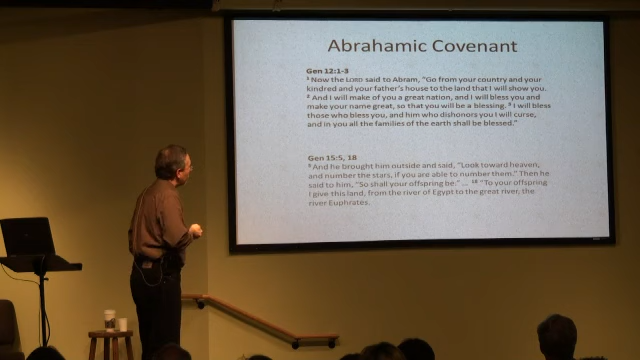 Abrahamic Covenant
Gen 12:1-3
1 Now the LORD said to Abram, “Go from your country and your
kindred and your father’s house to the land that I will show you.
2 And I will make of you a great nation, and I will bless you and
make your name great, so that you will be a blessing. 3 I will bless
those who bless you, and him who dishonors you I will curse,
and in you all the families of the earth shall be blessed.”
Gen 15:5, 18
5 And he brought him outside and said, “Look toward heaven,
and number the stars, if you are able to number them.” Then he
said to him, “So shall your offspring be.” ... 18 “To your offspring
I give this land, from the river of Egypt to the great river, the
river Euphrates.